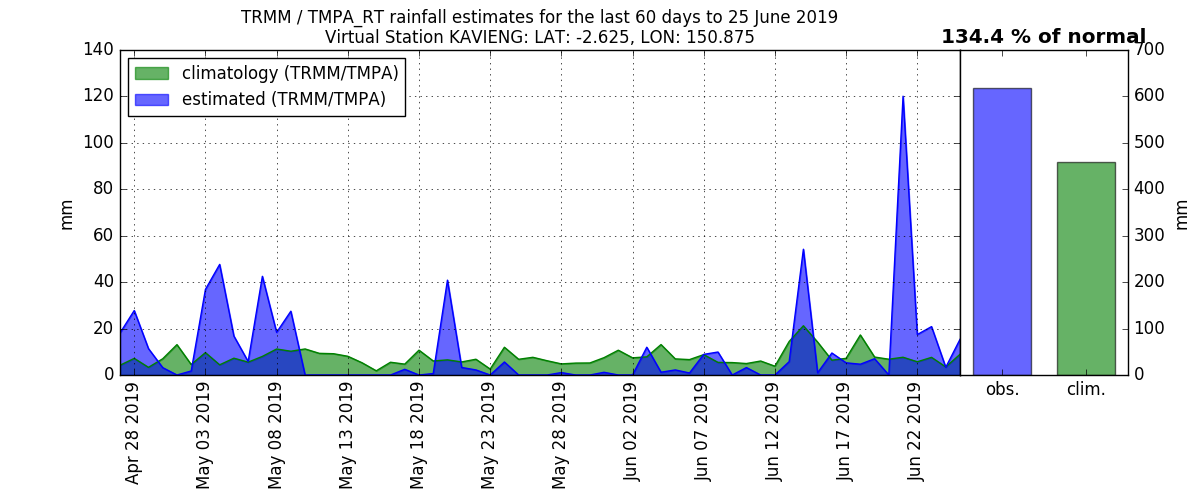 TRMM / TMPA_RT rainfall estimates for the last 60 days to 25 June 2019
Virtual Station KAVIENG: LAT: -2.625, LON: 150.875
134.4 % of normal
climatology (TRMM/TMPA)
estimated (TRMM/TMPA)
mm
140
120
100
80
60
40
20
0
Apr 28 2019
May 03 2019
May 08 2019
May 13 2019
May 18 2019
May 23 2019
May 28 2019
Jun 02 2019
Jun 07 2019
Jun 12 2019
Jun 17 2019
Jun 22 2019
700
600
500
400
300
200
100
0
mm
obs.
clim.